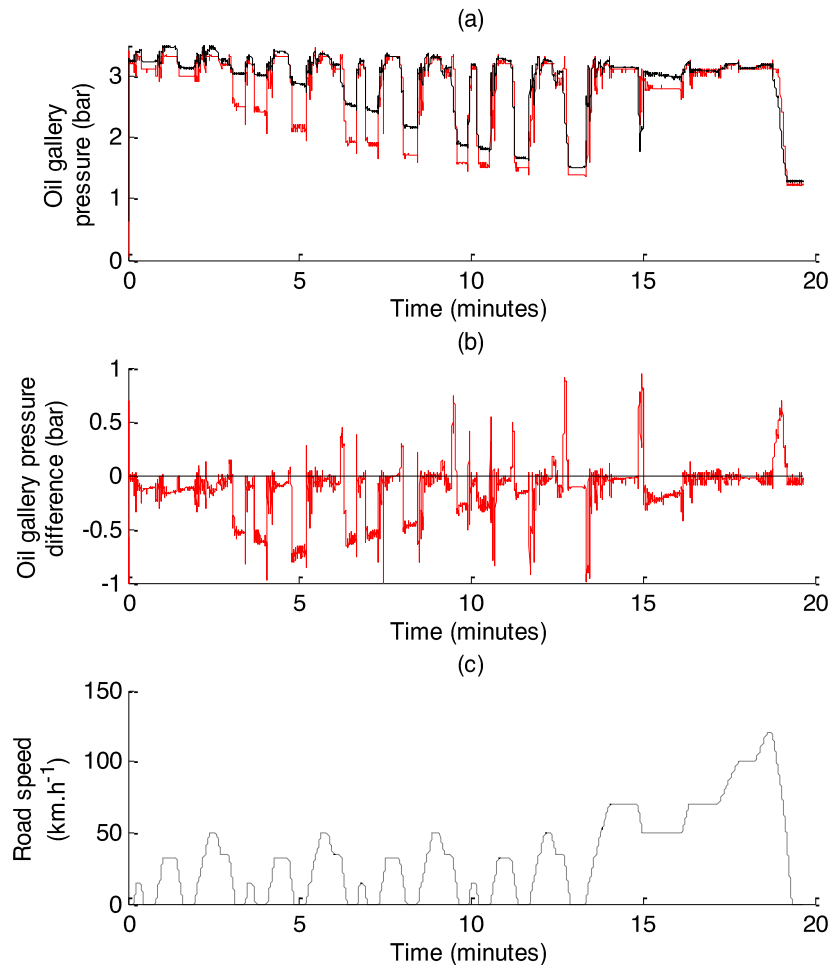 (a)
Oil gallery
pressure (bar)
3
2
1
0
0 5 10 15 20
Time (minutes)
(b)
Oil gallery pressure
difference (bar)
1
0.5
0
-0.5
-1
0 5 10 15 20
Time (minutes)
(c)
Road speed
(km.h-1)
150
100
50
0
0 5 10 15 20
Time (minutes)